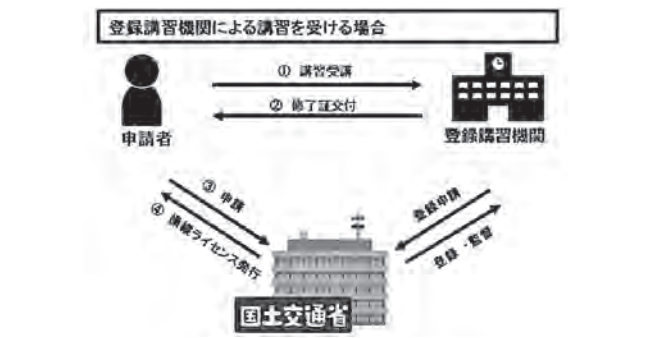 登録講習機関による講習を受ける場合
① 講習受講
② 修了証交付
申請者
登録講習機関
③ 申請
④ 操縦ライセンス発行
登録申請
登録・監督
国土交通省